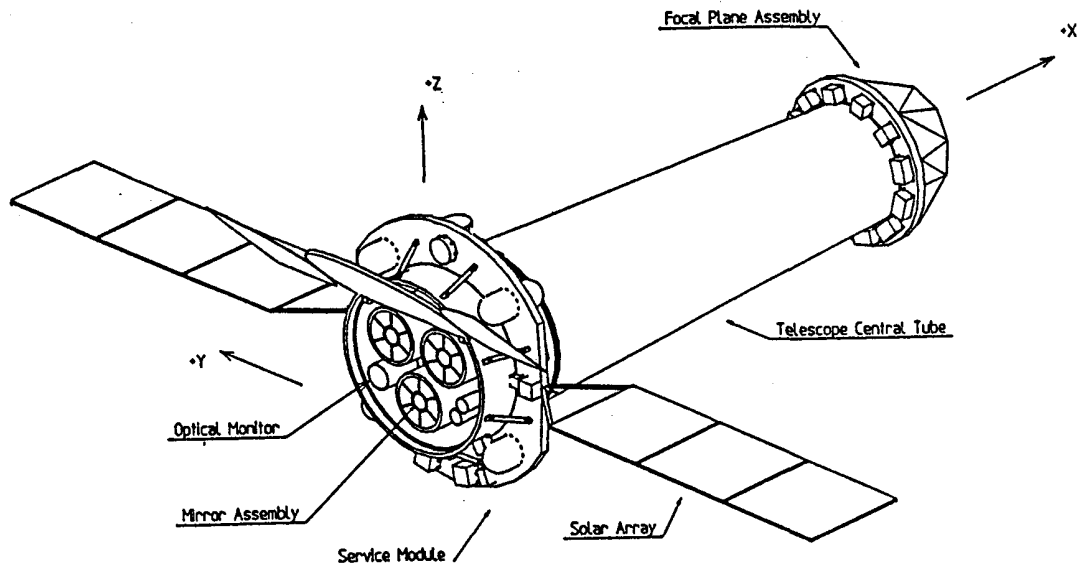 Focal Plane Assembly
+X
+Z
Telescope Central Tube
+Y
Optical Monitor
Mirror Assembly
Solar Array
Service Module